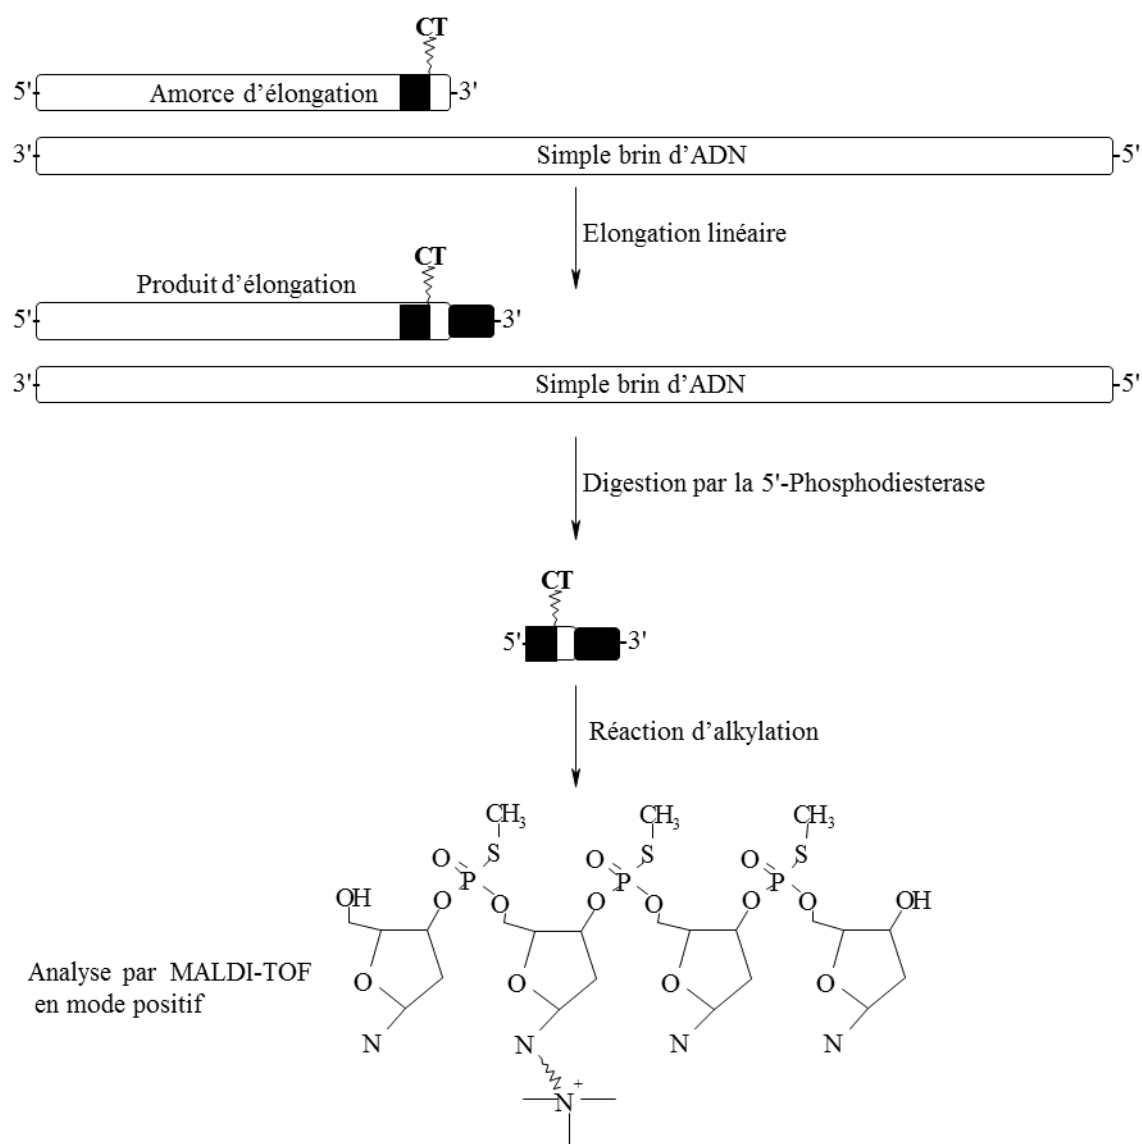 CT
5' Amorce d’élongation 3'
3' Simple brin d’ADN 5'
Elongation linéaire
CT
Produit d’élongation
5' 3'
3' Simple brin d’ADN 5'
Digestion par la 5'-Phosphodiesterase
CT
5' 3'
Réaction d’alkylation
CH3 CH3 CH3
O S O S O S
P P P
OH O O O O O O OH
Analyse par MALDI-TOF
en mode positif
O O O O
N N N N
N+